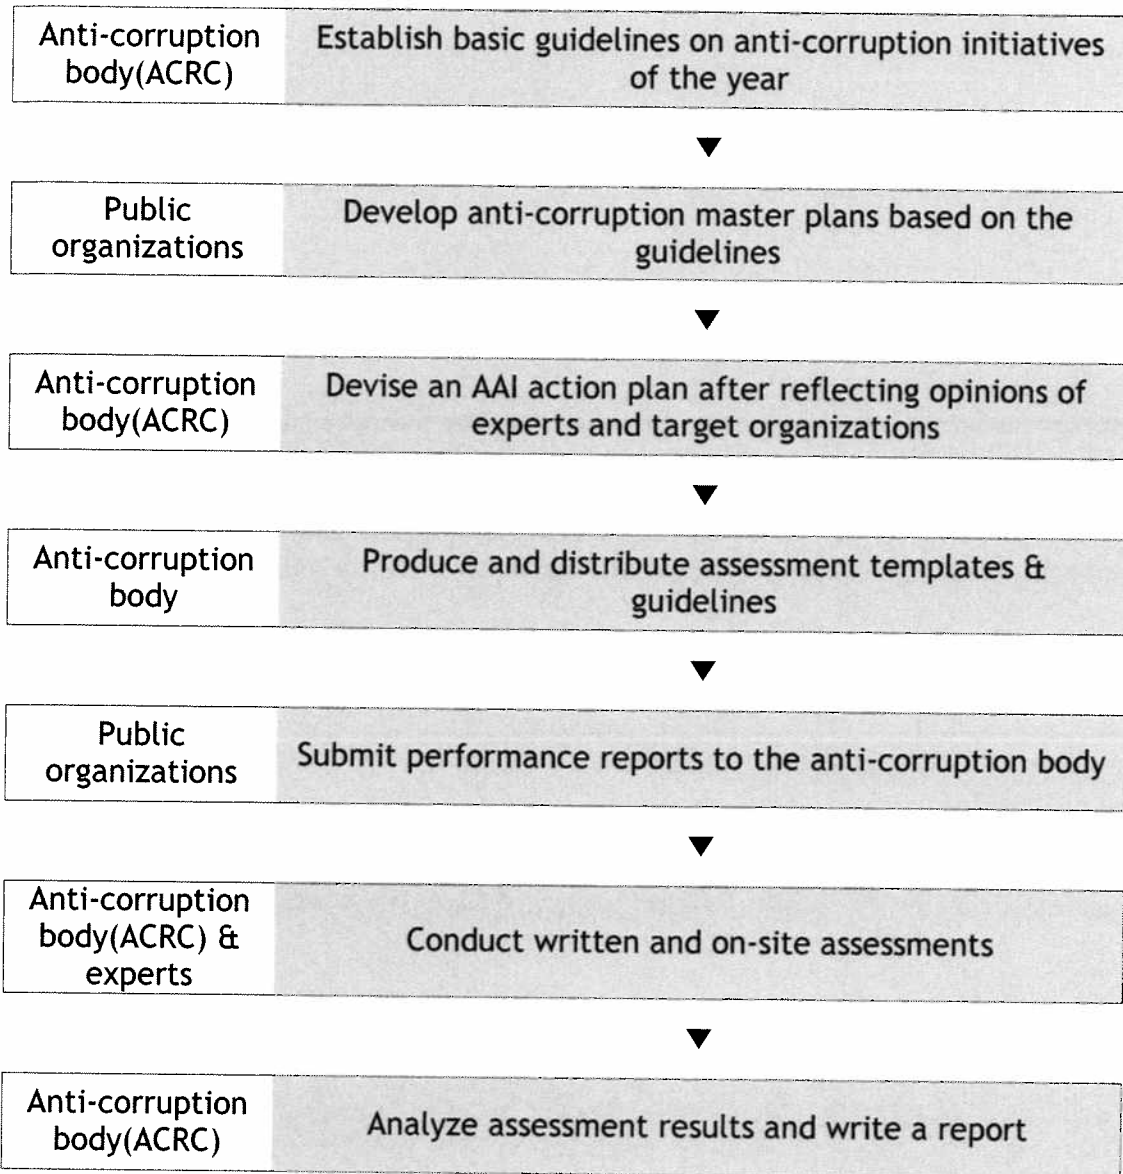 Anti-corruption
body(ACRC)
Establish basic guidelines on anti-corruption initiatives
of the year
Public
organizations
Develop anti-corruption master plans based on the
guidelines
Anti-corruption
body(ACRC)
Devise an AAI action plan after reflecting opinions of
experts and target organizations
Anti-corruption
body
Produce and distribute assessment templates &
guidelines
Public
organizations
Submit performance reports to the anti-corruption body
Anti-corruption
body(ACRC) &
experts
Conduct written and on-site assessments
Anti-corruption
body(ACRC)
Analyze assessment results and write a report